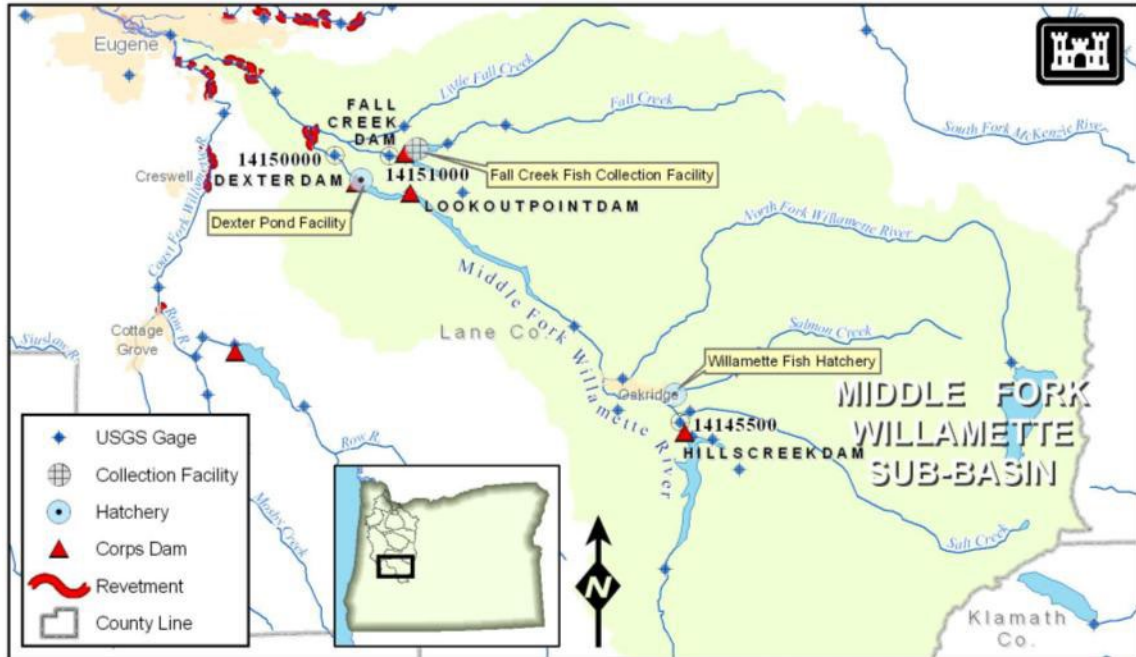 Eugene
Little Fall Creek
Fall Creek
South Fork McKenzie River
FALL
CREEK
DAM
14150000
14151000
Fall Creek Fish Collection Facility
Creswell
DEXTERDAM
LOOKOUTPOINTDAM
Dexter Pond Facility
Coast Fork Willamette R.
North Fork Willamette River
Middle Fork Willamette River
Lane Co.
Salmon Creek
Cottage
Grove
Row R.
Siuslaw R.
Willamette Fish Hatchery
Oakridge
MIDDLE FORK
WILLAMETTE
SUB-BASIN
14145500
HILLSCREEKDAM
Row R.
Mosby Creek
Salt Creek
Klamath
Co.
USGS Gage
Collection Facility
Hatchery
Corps Dam
Revetment
County Line
N